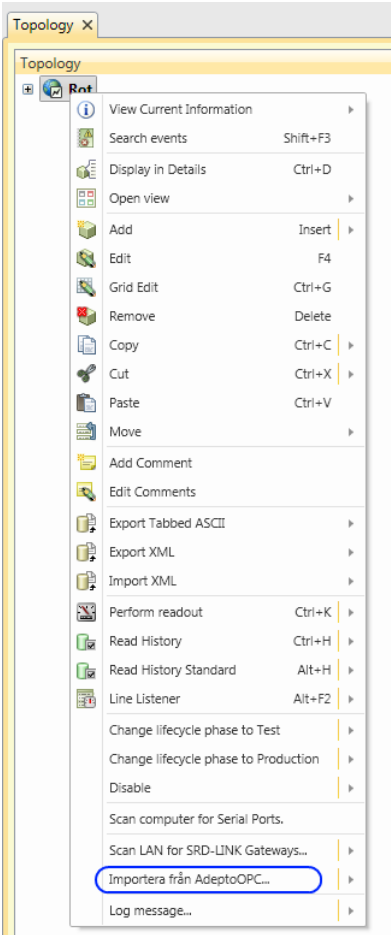 Topology
Topology
Rot
View Current Information
Search events Shift+F3
Display in Details Ctrl+D
Open view
Add Insert
Edit F4
Grid Edit Ctrl+G
Remove Delete
Copy Ctrl+C
Cut Ctrl+X
Paste Ctrl+V
Move
Add Comment
Edit Comments
Export Tabbed ASCII
Export XML
Import XML
Perform readout Ctrl+K
Read History Ctrl+H
Read History Standard Alt+H
Line Listener Alt+F2
Change lifecycle phase to Test
Change lifecycle phase to Production
Disable
Scan computer for Serial Ports.
Scan LAN for SRD-LINK Gateways...
Importera från AdeptoOPC...
Log message...